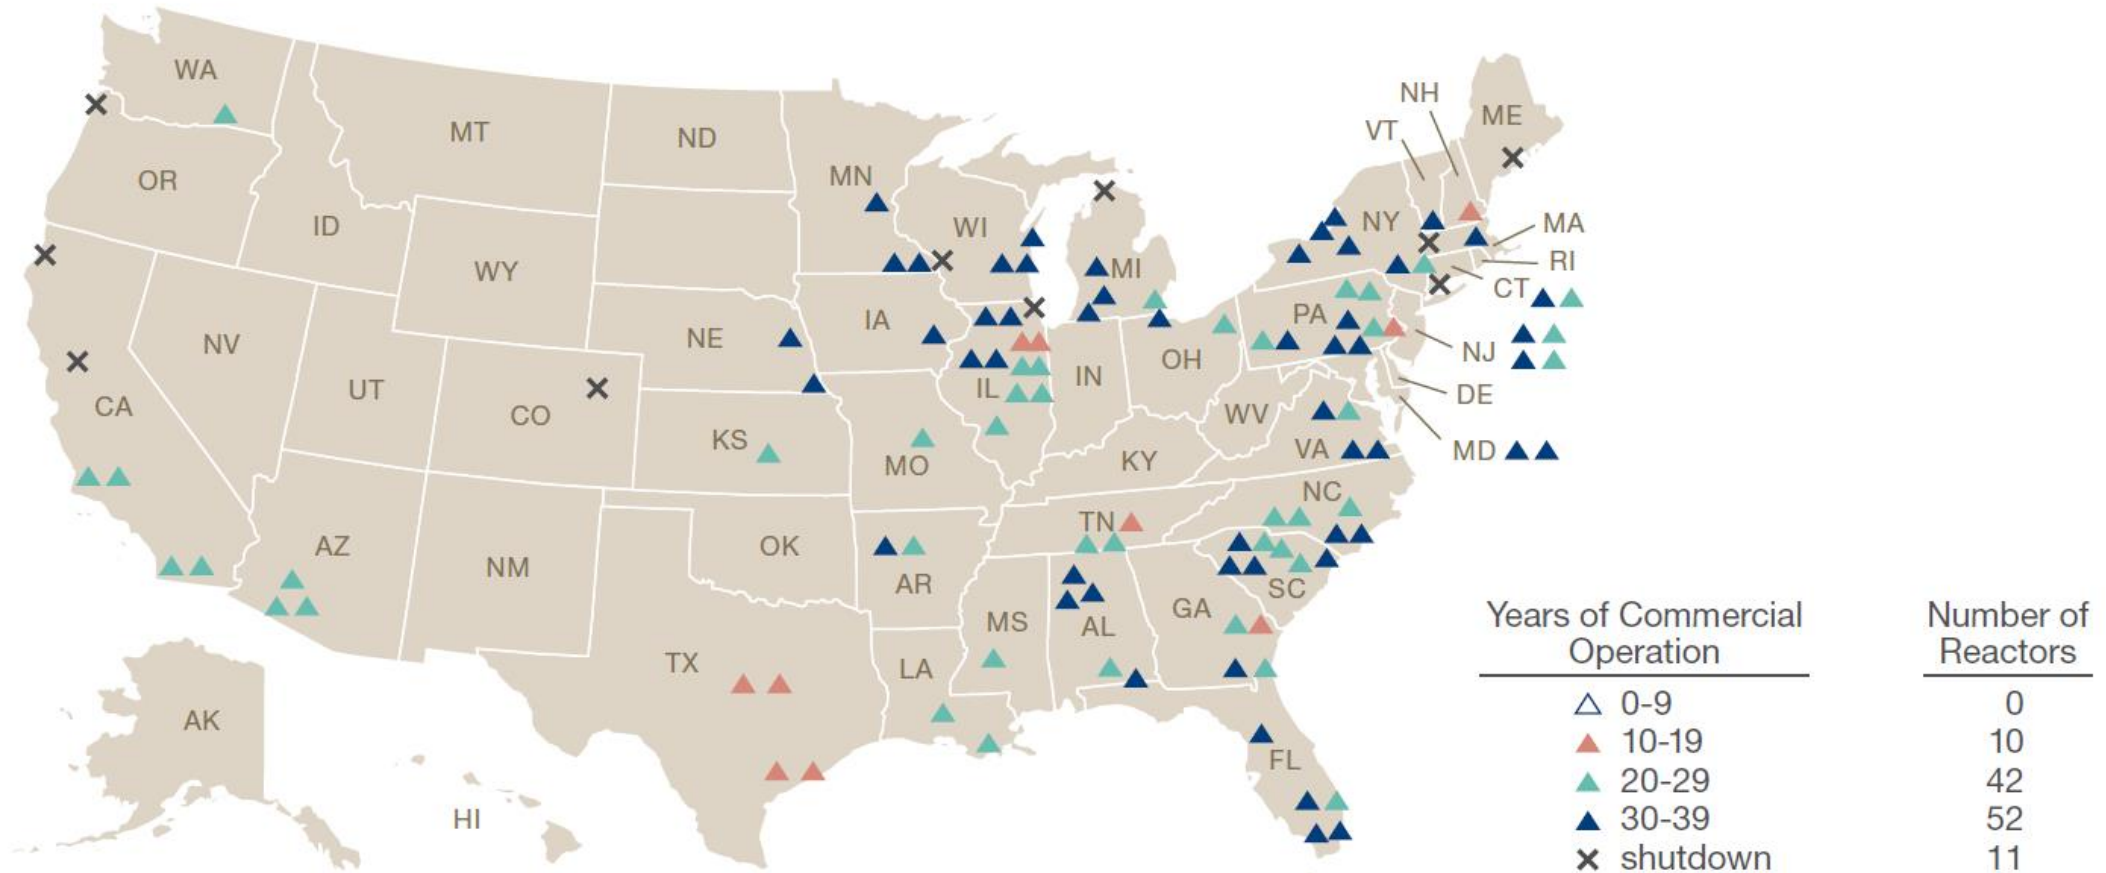 WA
MT
ND
MN
OR
ID
WY
WI
MI
NH
VT
ME
NY
MA
RI
CT
NV
UT
CO
NE
IA
IL
IN
OH
PA
NJ
DE
CA
KS
MO
WV
VA
MD
KY
AZ
NM
OK
AR
TN
NC
SC
TX
LA
MS
AL
GA
FL
AK
HI
Years of Commercial
Operation
Number of
Reactors
0-9 0
10-19 10
20-29 42
30-39 52
shutdown 11